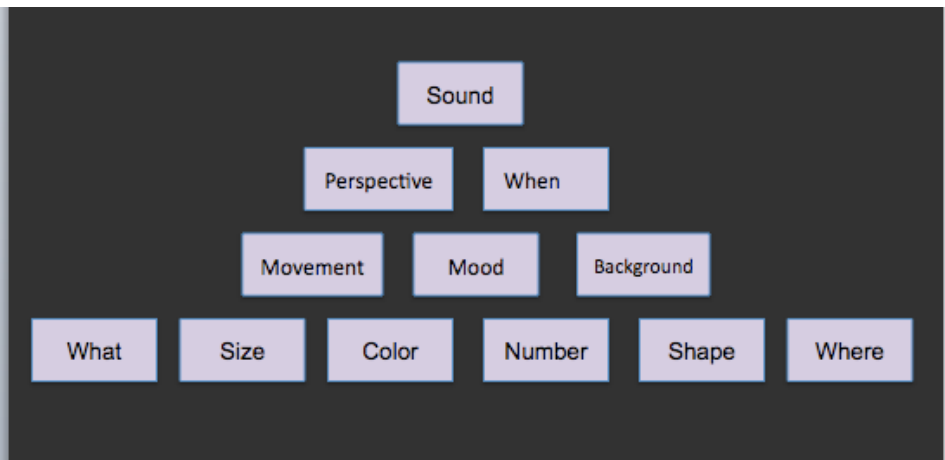 Sound
Perspective When
Movement Mood Background
What Size Color Number Shape Where